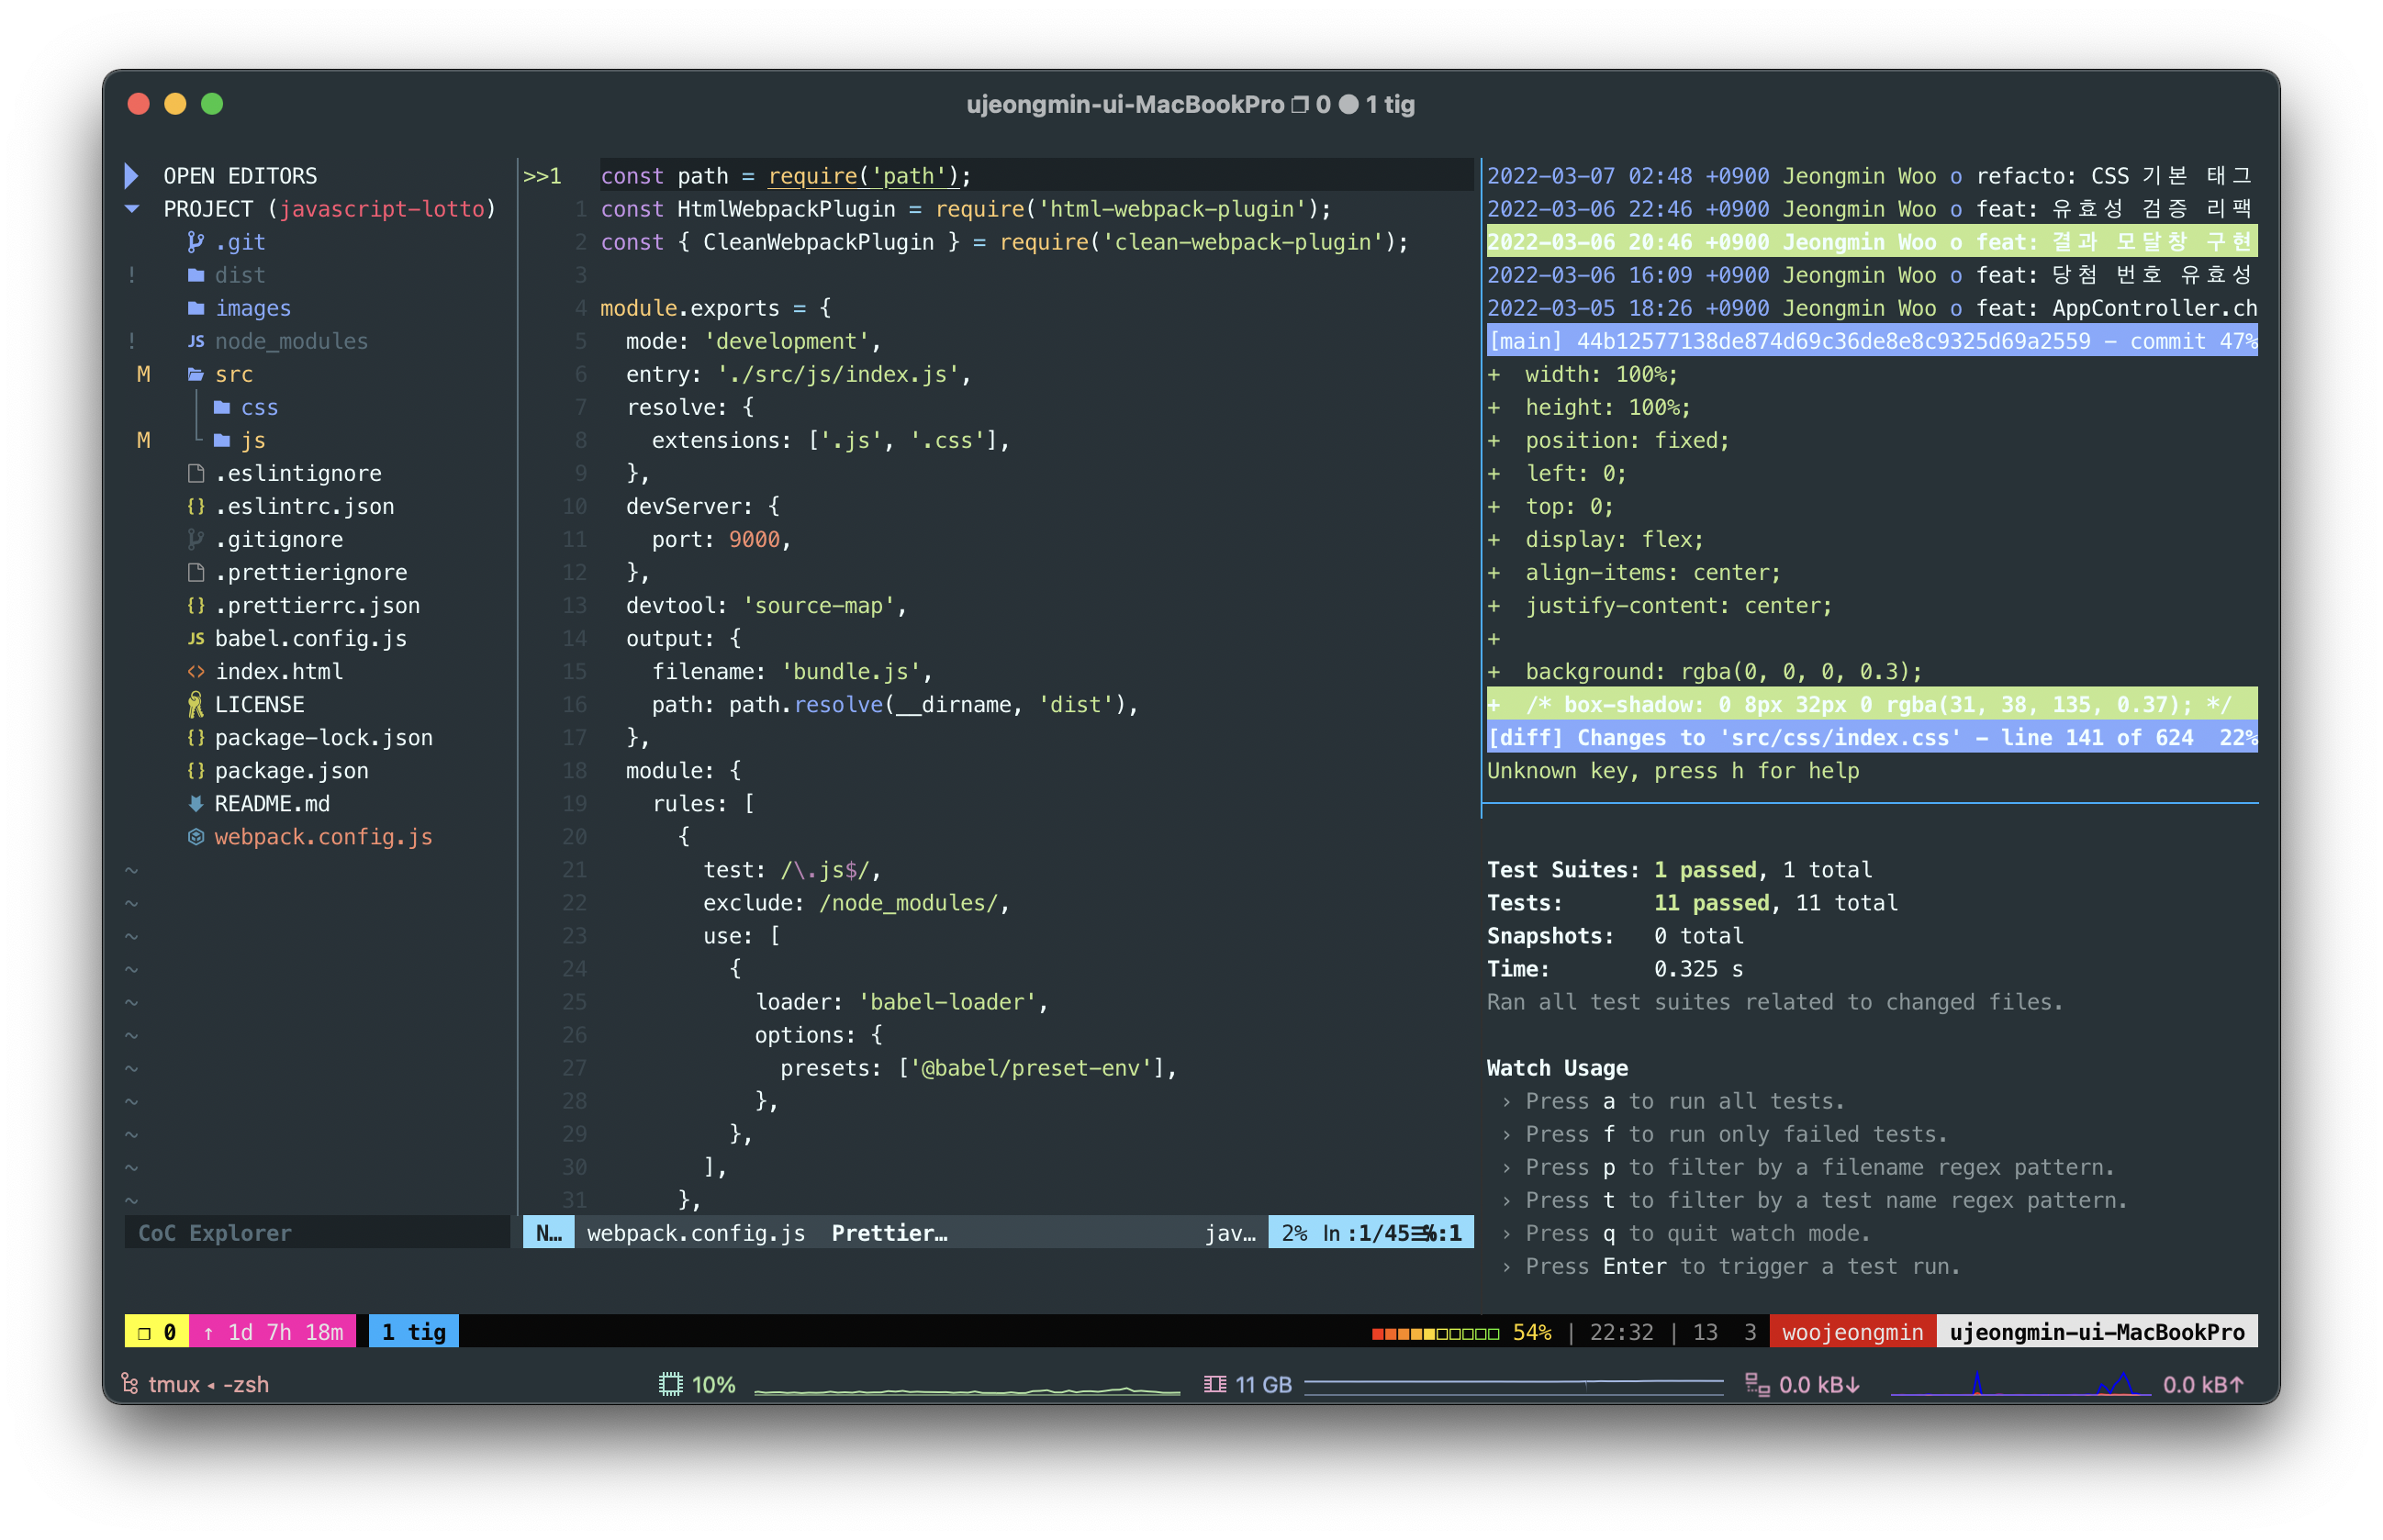 ujeongmin-ui-MacBookPro ❐ 0 ● 1 tig
OPEN EDITORS
PROJECT (javascript-lotto)
.git
! dist
images
! JS node_modules
M src
css
M js
.eslintignore
{} .eslintrc.json
.gitignore
.prettierignore
{} .prettierrc.json
JS babel.config.js
<> index.html
LICENSE
{} package-lock.json
{} package.json
README.md
webpack.config.js
~
~
~
~
~
~
~
~
~
~
~
CoC Explorer
>>1 const path = require('path');
1 const HtmlWebpackPlugin = require('html-webpack-plugin');
2 const { CleanWebpackPlugin } = require('clean-webpack-plugin');
3
4 module.exports = {
5 mode: 'development',
6 entry: './src/js/index.js',
7 resolve: {
8 extensions: ['.js', '.css'],
9 },
10 devServer: {
11 port: 9000,
12 },
13 devtool: 'source-map',
14 output: {
15 filename: 'bundle.js',
16 path: path.resolve(__dirname, 'dist'),
17 },
18 module: {
19 rules: [
20 {
21 test: /\.js$/,
22 exclude: /node_modules/,
23 use: [
24 {
25 loader: 'babel-loader',
26 options: {
27 presets: ['@babel/preset-env'],
28 },
29 },
30 ],
31 },
N… webpack.config.js Prettier… jav… 2% ln :1/45≡℅:1
2022-03-07 02:48 +0900 Jeongmin Woo o refacto: CSS 기본 태그
2022-03-06 22:46 +0900 Jeongmin Woo o feat: 유효성 검증 리팩
2022-03-06 20:46 +0900 Jeongmin Woo o feat: 결과 모달창 구현
2022-03-06 16:09 +0900 Jeongmin Woo o feat: 당첨 번호 유효성
2022-03-05 18:26 +0900 Jeongmin Woo o feat: AppController.ch
[main] 44b12577138de874d69c36de8e8c9325d69a2559 - commit 47%
+ width: 100%;
+ height: 100%;
+ position: fixed;
+ left: 0;
+ top: 0;
+ display: flex;
+ align-items: center;
+ justify-content: center;
+
+ background: rgba(0, 0, 0, 0.3);
+ /* box-shadow: 0 8px 32px 0 rgba(31, 38, 135, 0.37); */
[diff] Changes to 'src/css/index.css' - line 141 of 624 22%
Unknown key, press h for help
Test Suites: 1 passed, 1 total
Tests: 11 passed, 11 total
Snapshots: 0 total
Time: 0.325 s
Ran all test suites related to changed files.
Watch Usage
› Press a to run all tests.
› Press f to run only failed tests.
› Press p to filter by a filename regex pattern.
› Press t to filter by a test name regex pattern.
› Press q to quit watch mode.
› Press Enter to trigger a test run.
❐ 0 ↑ 1d 7h 18m 1 tig 54% | 22:32 | 13 3 woojeongmin ujeongmin-ui-MacBookPro
tmux ◂ -zsh 10% 11 GB 0.0 kB↓ 0.0 kB↑